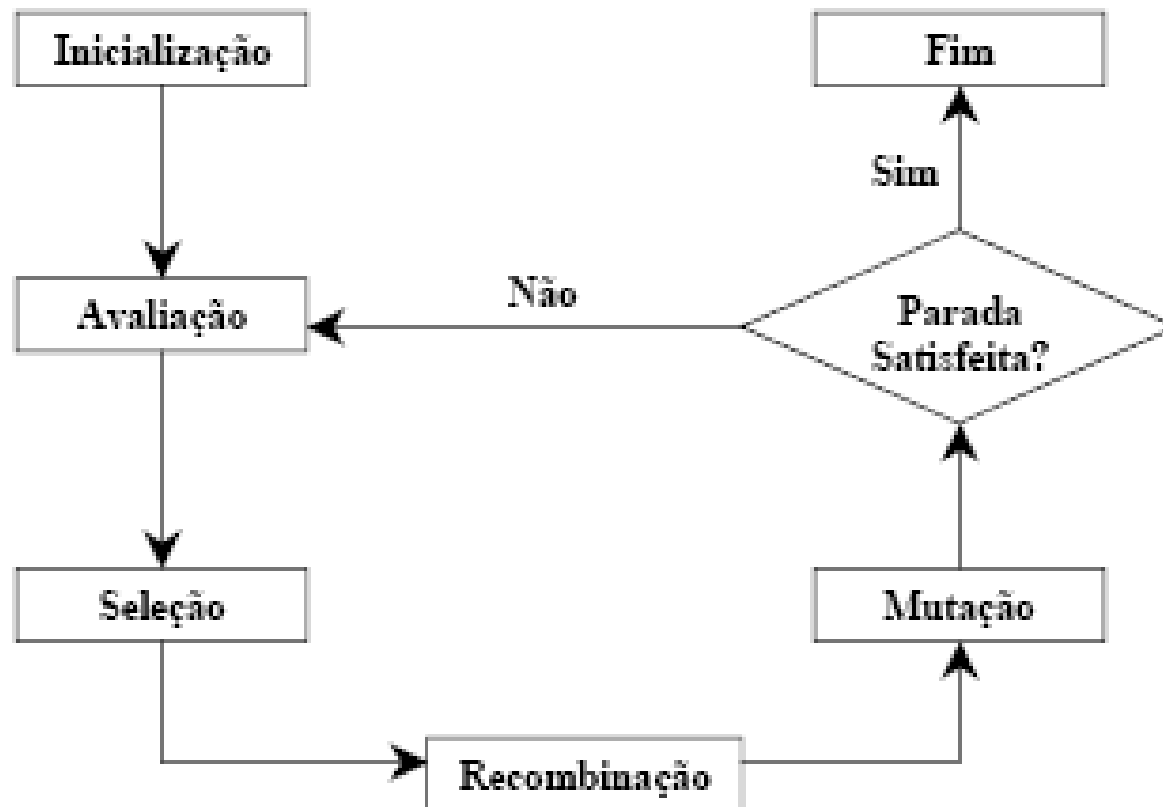 Inicialização
Fim
Sim
Avaliação
Não
Parada
Satisfeita?
Seleção
Mutação
Recombinação